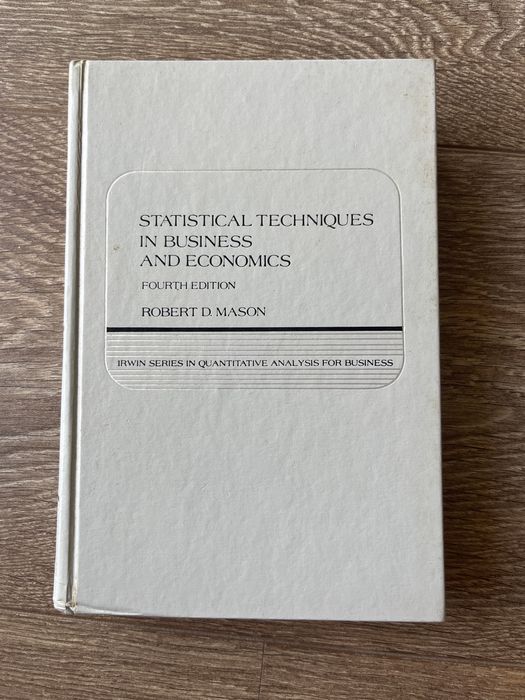 STATISTICAL TECHNIQUES
IN BUSINESS
AND ECONOMICS
FOURTH EDITION
ROBERT D. MASON
IRWIN SERIES IN QUANTITATIVE ANALYSIS FOR BUSINESS